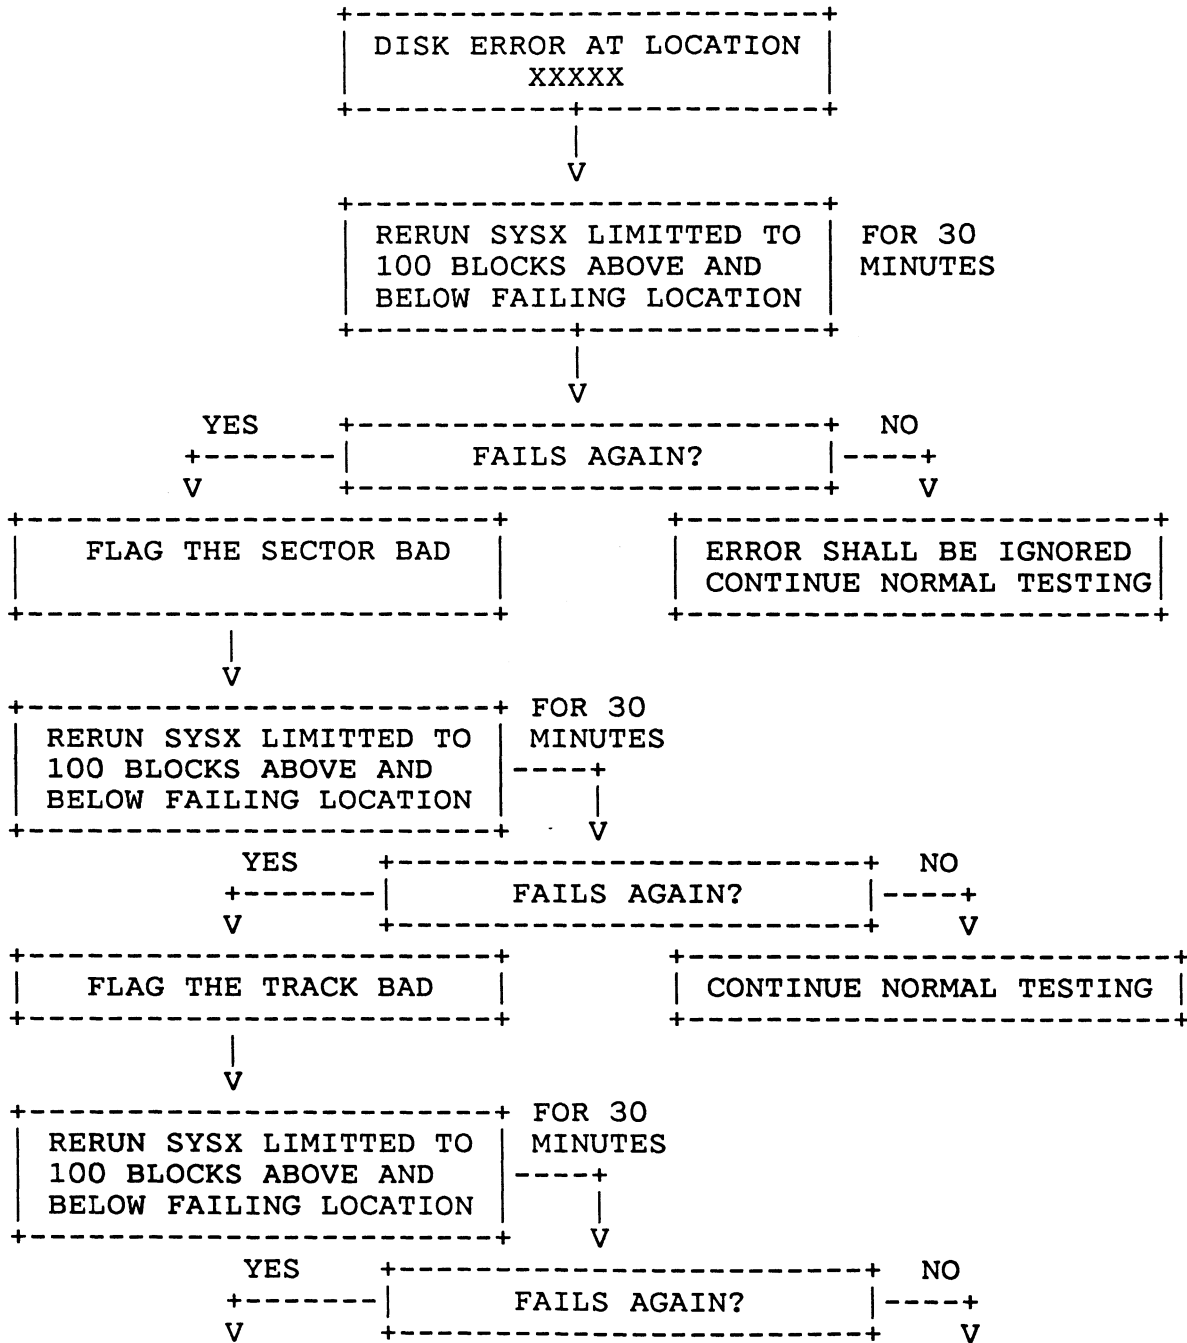 DISK ERROR AT LOCATION
XXXXX
V
RERUN SYSX LIMITTED TO
100 BLOCKS ABOVE AND
BELOW FAILING LOCATION
FOR 30
MINUTES
V
YES
NO
FAILS AGAIN?
V
V
FLAG THE SECTOR BAD
ERROR SHALL BE IGNORED
CONTINUE NORMAL TESTING
V
RERUN SYSX LIMITTED TO
100 BLOCKS ABOVE AND
BELOW FAILING LOCATION
FOR 30
MINUTES
V
YES
NO
FAILS AGAIN?
V
V
FLAG THE TRACK BAD
CONTINUE NORMAL TESTING
V
RERUN SYSX LIMITTED TO
100 BLOCKS ABOVE AND
BELOW FAILING LOCATION
FOR 30
MINUTES
V
YES
NO
FAILS AGAIN?
V
V